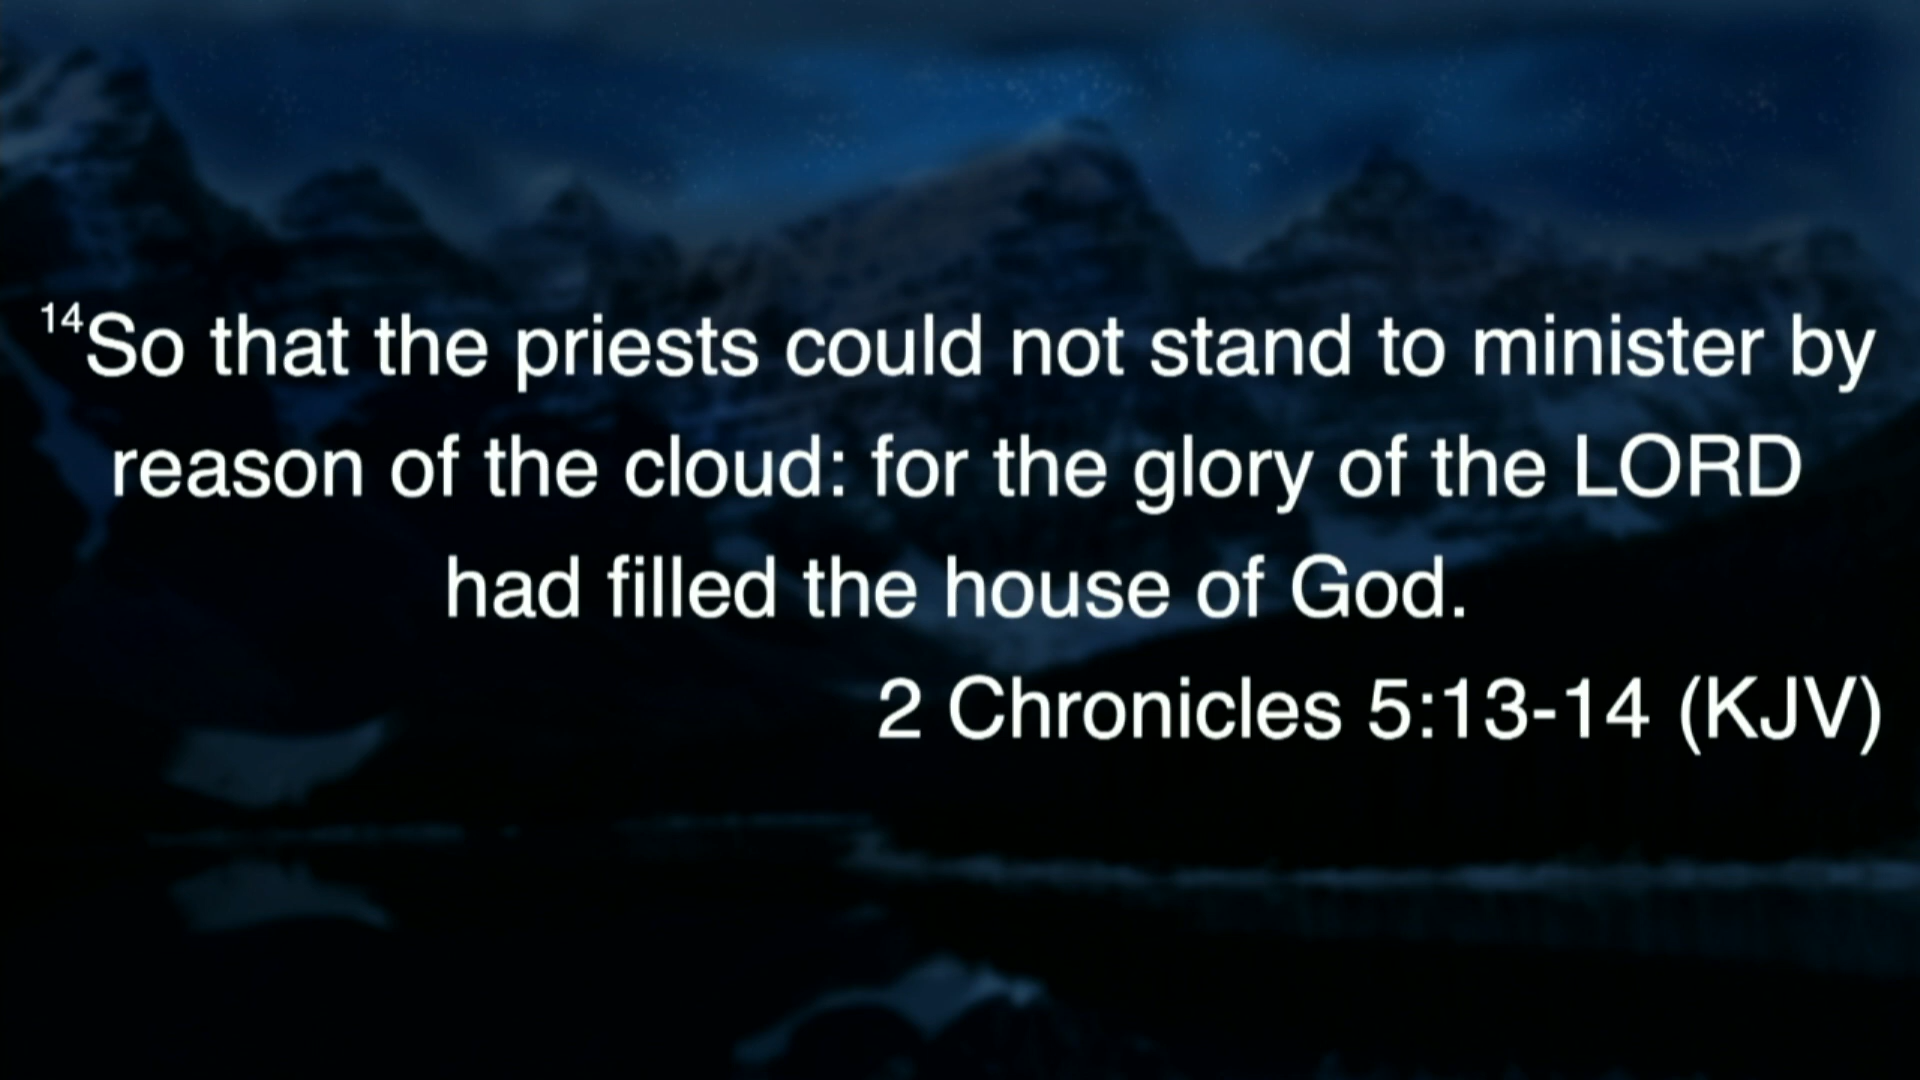 ¹⁴So that the priests could not stand to minister by
reason of the cloud: for the glory of the LORD
had filled the house of God.
2 Chronicles 5:13-14 (KJV)